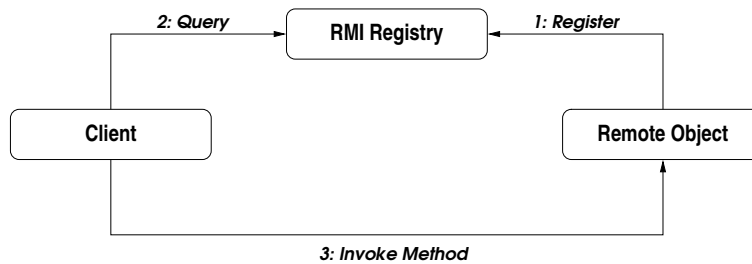 2: Query
1: Register
RMI Registry
Client
Remote Object
3: Invoke Method